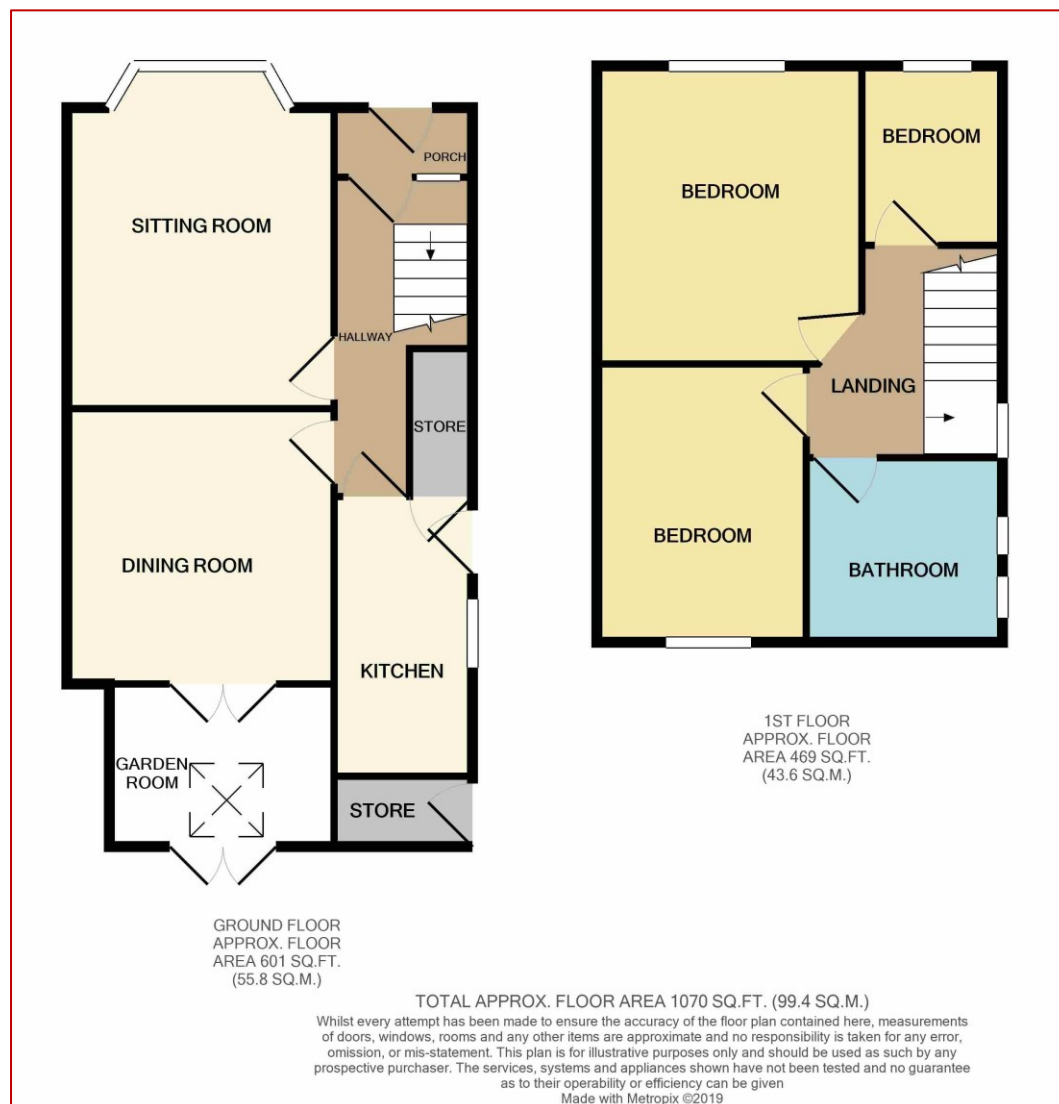 SITTING ROOM
PORCH
HALLWAY
STORE
DINING ROOM
KITCHEN
GARDEN
ROOM
STORE
GROUND FLOOR
APPROX. FLOOR
AREA 601 SQ.FT.
(55.8 SQ.M.)
BEDROOM
BEDROOM
LANDING
BEDROOM
BATHROOM
1ST FLOOR
APPROX. FLOOR
AREA 469 SQ.FT.
(43.6 SQ.M.)
TOTAL APPROX. FLOOR AREA 1070 SQ.FT. (99.4 SQ.M.)
Whilst every attempt has been made to ensure the accuracy of the floor plan contained here, measurements
of doors, windows, rooms and any other items are approximate and no responsibility is taken for any error,
omission, or mis-statement. This plan is for illustrative purposes only and should be used as such by any
prospective purchaser. The services, systems and appliances shown have not been tested and no guarantee
as to their operability or efficiency can be given
Made with Metropix ©2019